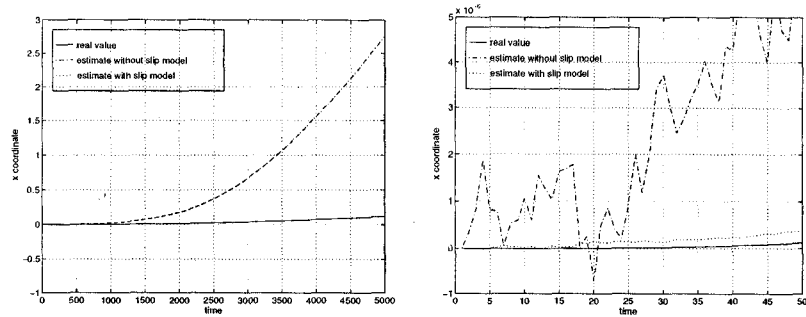 3
2.5
2
1.5
1
0.5
0
−0.5
−1
x coordinate
real value
estimate without slip model
estimate with slip model
0 500 1000 1500 2000 2500 3000 3500 4000 4500 5000
time
x 10
5
4
3
2
1
0
−1
x coordinate
real value
estimate without slip model
estimate with slip model
0 5 10 15 20 25 30 35 40 45 50
time